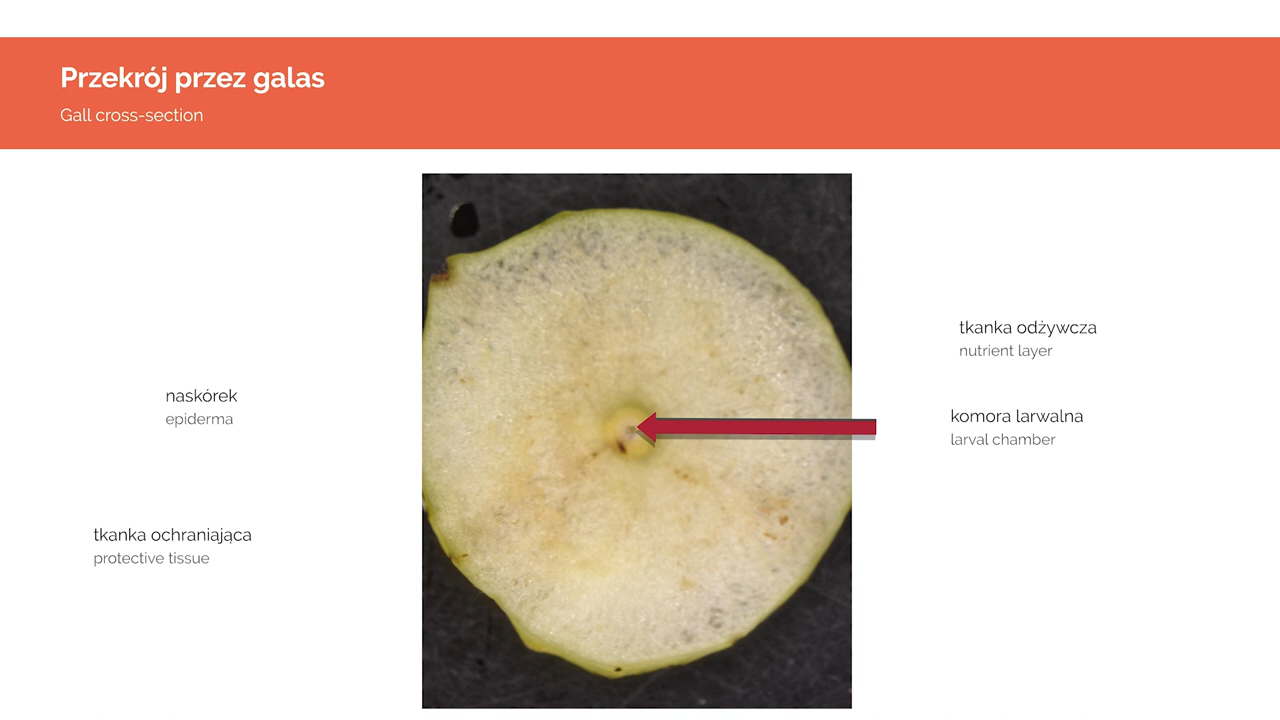 Przekrój przez galas
Gall cross-section
naskórek
epiderma
tkanka ochraniająca
protective tissue
tkanka odżywcza
nutrient layer
komora larwalna
larval chamber